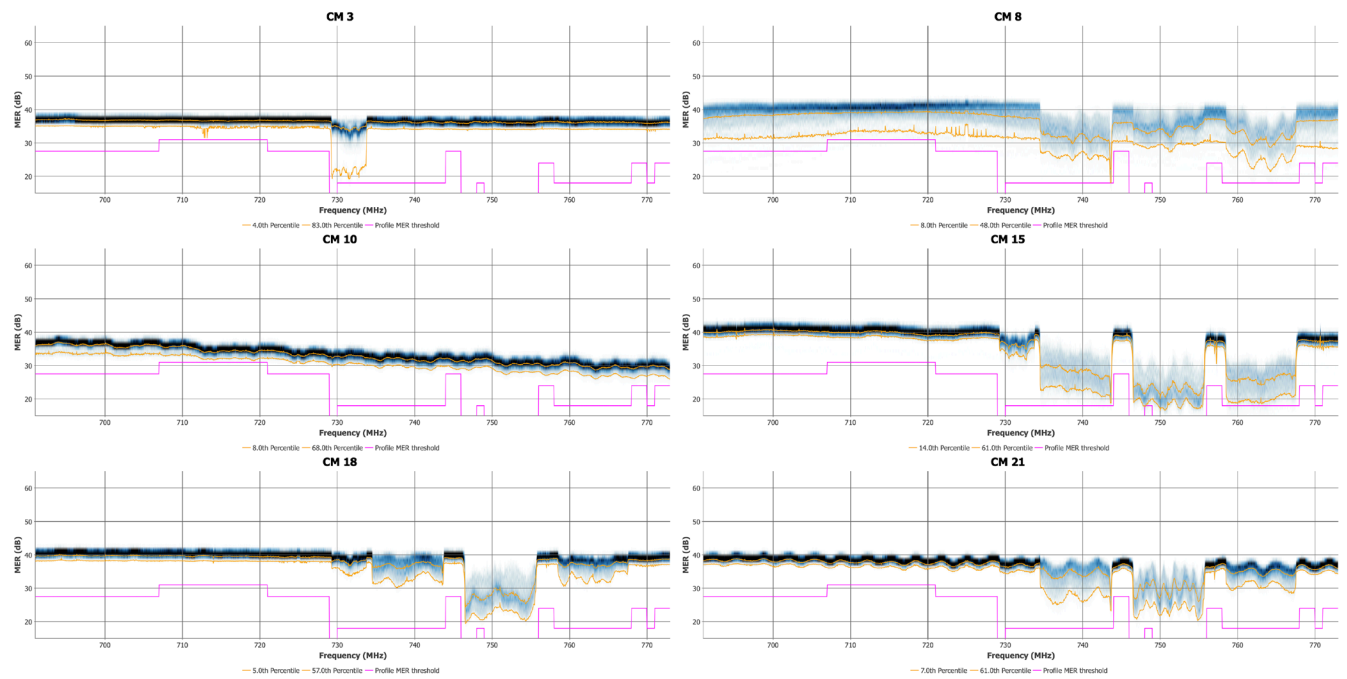 CM 3
60
50
40
30
20
MER (dB)
700 710 720 730 740 750 760 770
Frequency (MHz)
4.0th Percentile 83.0th Percentile Profile MER threshold
CM 8
60
50
40
30
20
MER (dB)
700 710 720 730 740 750 760 770
Frequency (MHz)
8.0th Percentile 48.0th Percentile Profile MER threshold
CM 10
60
50
40
30
20
MER (dB)
700 710 720 730 740 750 760 770
Frequency (MHz)
8.0th Percentile 68.0th Percentile Profile MER threshold
CM 15
60
50
40
30
20
MER (dB)
700 710 720 730 740 750 760 770
Frequency (MHz)
14.0th Percentile 61.0th Percentile Profile MER threshold
CM 18
60
50
40
30
20
MER (dB)
700 710 720 730 740 750 760 770
Frequency (MHz)
5.0th Percentile 57.0th Percentile Profile MER threshold
CM 21
60
50
40
30
20
MER (dB)
700 710 720 730 740 750 760 770
Frequency (MHz)
7.0th Percentile 61.0th Percentile Profile MER threshold